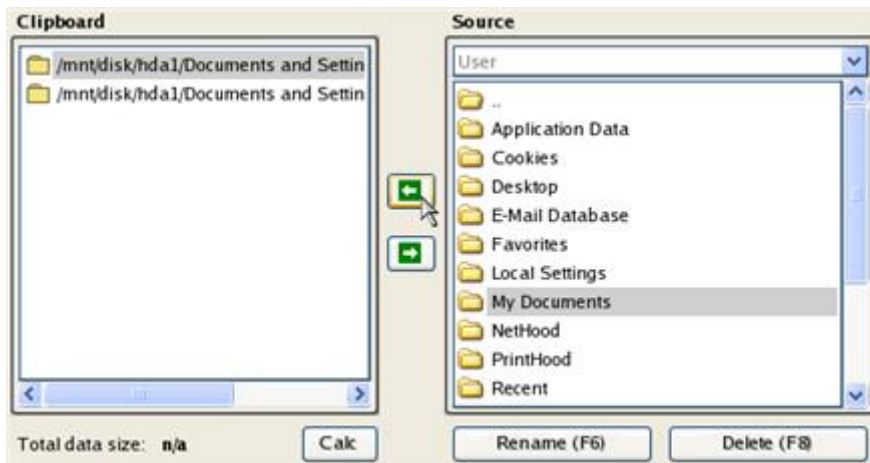 Clipboard
/mnt/disk/hda1/Documents and Settin
/mnt/disk/hda1/Documents and Settin
Total data size: n/a
Calc
Source
User
..
Application Data
Cookies
Desktop
E-Mail Database
Favorites
Local Settings
My Documents
NetHood
PrintHood
Recent
Rename (F6)
Delete (F8)